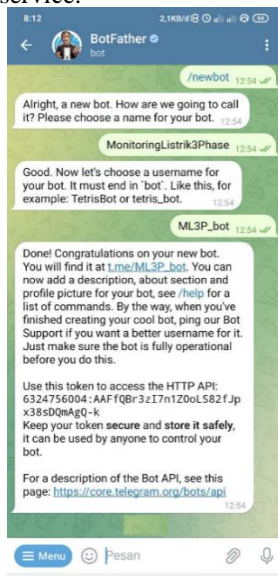 service.
8:12
2,1KB/d
BotFather
bot
/newbot 12:54
Alright, a new bot. How are we going to call
it? Please choose a name for your bot. 12:54
MonitoringListrik3Phase 12:54
Good. Now let's choose a username for
your bot. It must end in `bot`. Like this, for
example: TetrisBot or tetris_bot. 12:54
ML3P_bot 12:54
Done! Congratulations on your new bot.
You will find it at t.me/ML3P_bot. You can
now add a description, about section and
profile picture for your bot, see /help for a
list of commands. By the way, when you've
finished creating your cool bot, ping our Bot
Support if you want a better username for it.
Just make sure the bot is fully operational
before you do this.
Use this token to access the HTTP API:
6324756004:AAFfQBr3zI7n1ZOoLS82fJp
x38sDQmAgQ-k
Keep your token secure and store it safely,
it can be used by anyone to control your
bot.
For a description of the Bot API, see this
page: https://core.telegram.org/bots/api
12:54
Menu
Pesan